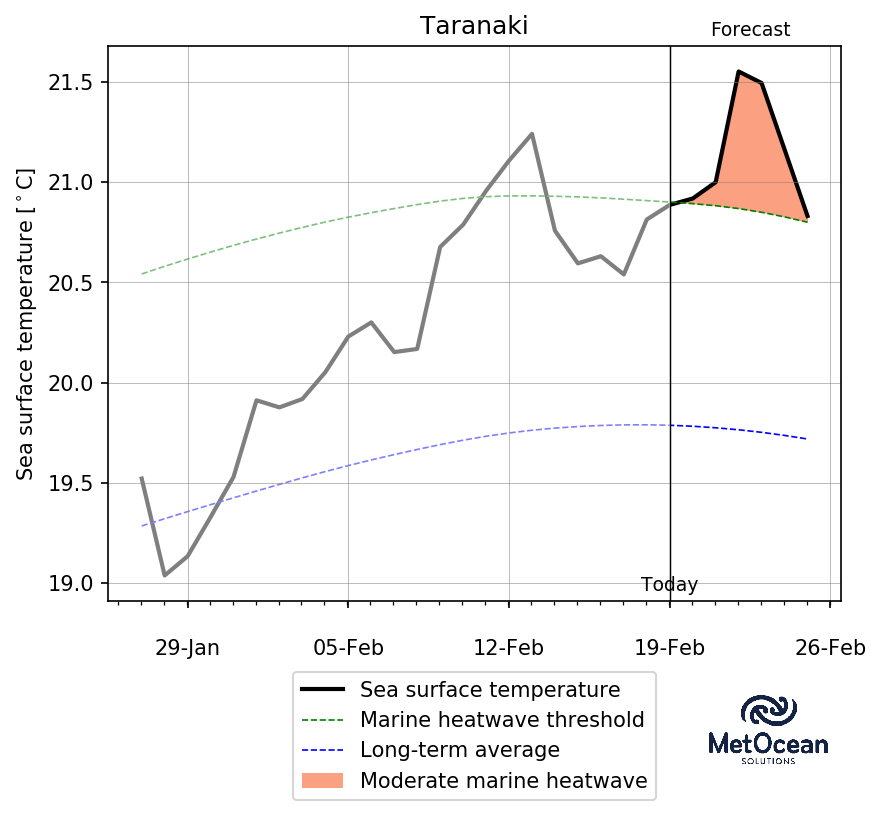 Taranaki
Forecast
Sea surface temperature [°C]
21.5
21.0
20.5
20.0
19.5
19.0
Today
29-Jan 05-Feb 12-Feb 19-Feb 26-Feb
Sea surface temperature
Marine heatwave threshold
Long-term average
Moderate marine heatwave
MetOcean
SOLUTIONS